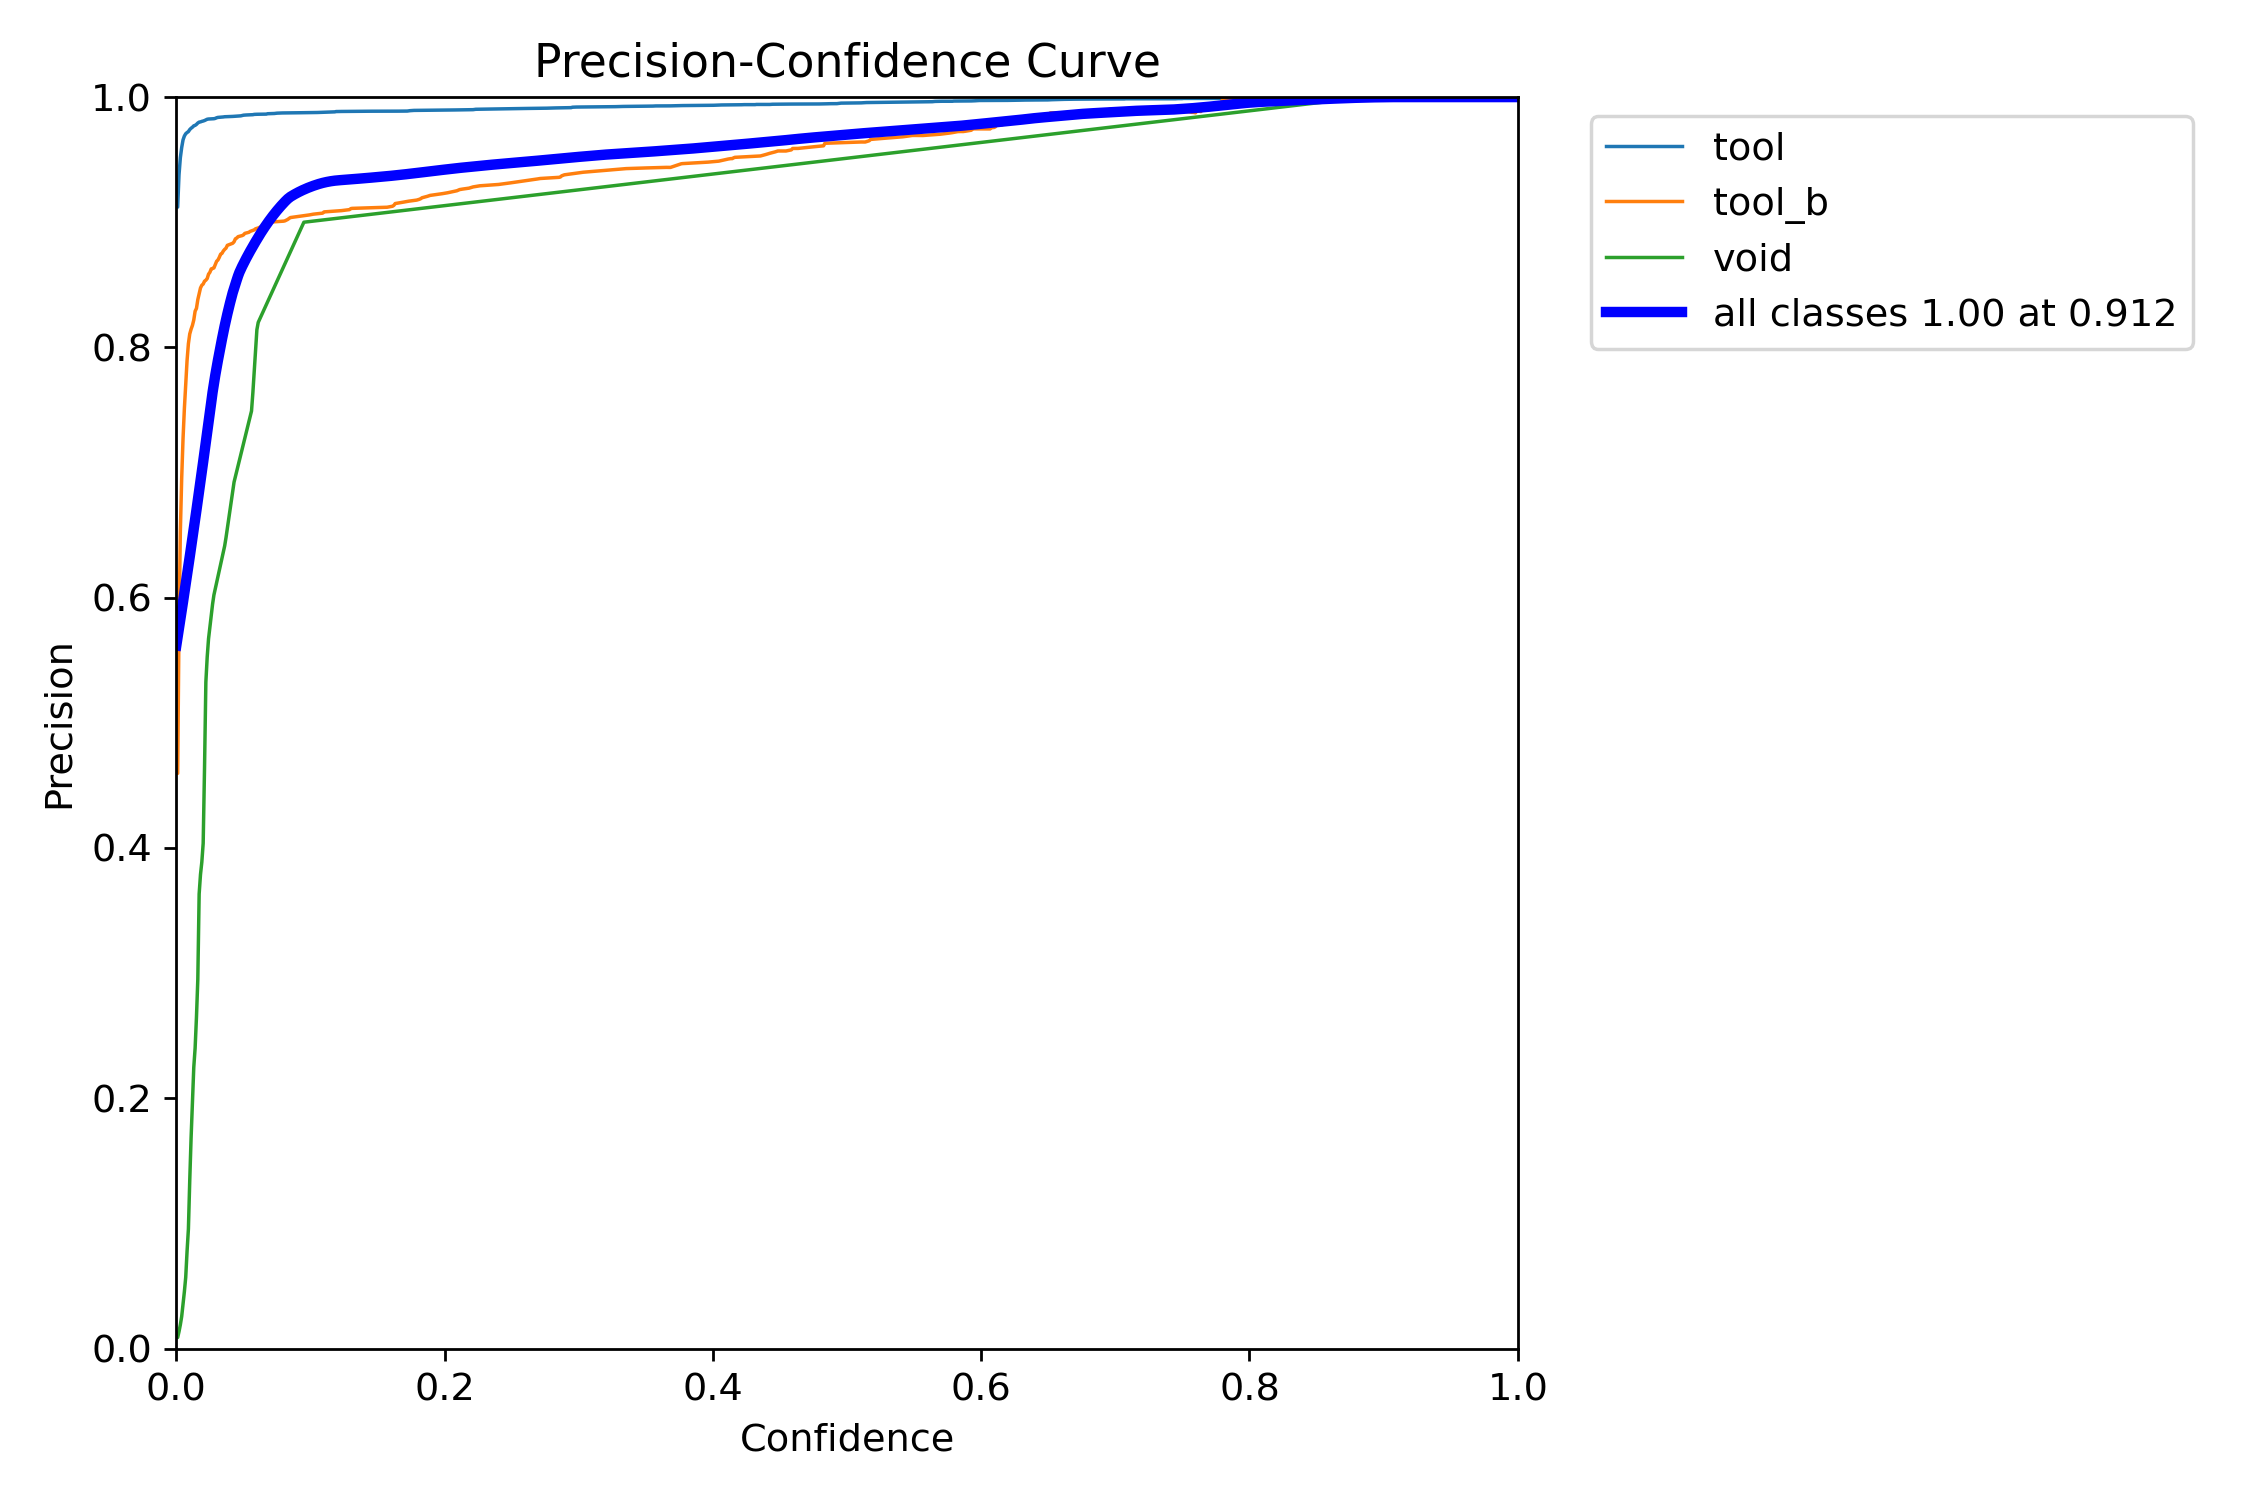 Precision-Confidence Curve
1.0
0.8
0.6
0.4
0.2
0.0
Precision
0.0 0.2 0.4 0.6 0.8 1.0
Confidence
tool
tool_b
void
all classes 1.00 at 0.912